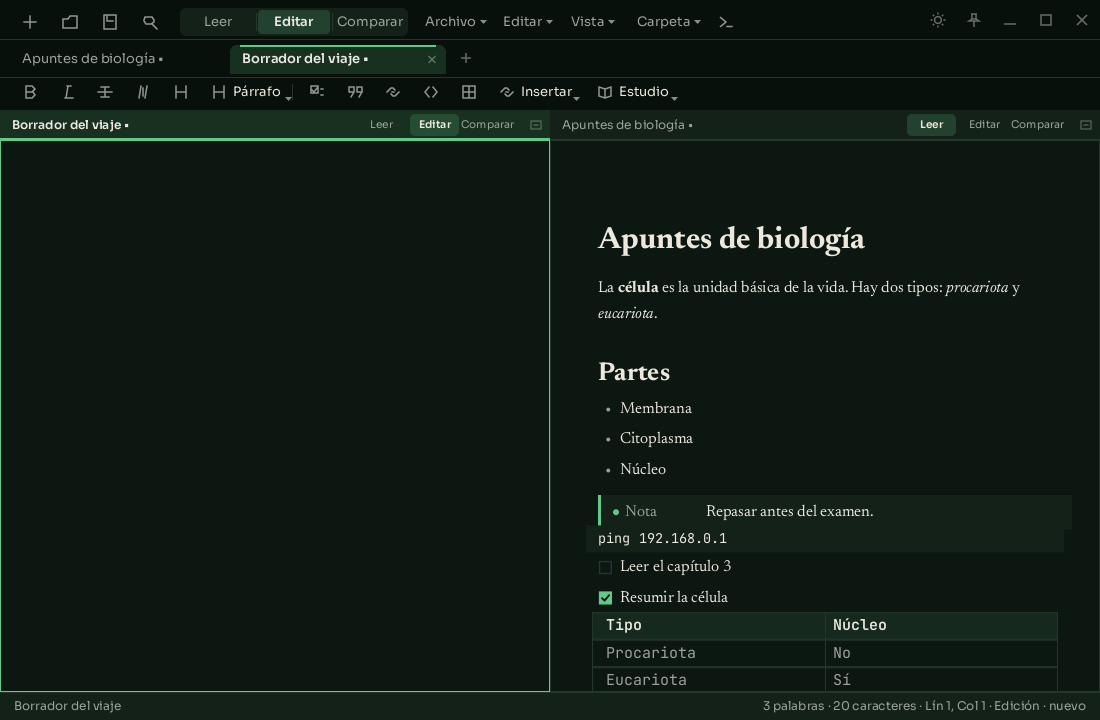 Leer Editar Comparar Archivo Editar Vista Carpeta
Apuntes de biología • Borrador del viaje •
Párrafo Insertar Estudio
Borrador del viaje • Leer Editar Comparar
Apuntes de biología • Leer Editar Comparar
Apuntes de biología
La célula es la unidad básica de la vida. Hay dos tipos: procariota y
eucariota.
Partes
• Membrana
• Citoplasma
• Núcleo
● Nota Repasar antes del examen.
ping 192.168.0.1
Leer el capítulo 3
Resumir la célula
Tipo Núcleo
Procariota No
Eucariota Sí
Borrador del viaje 3 palabras · 20 caracteres · Lín 1, Col 1 · Edición · nuevo